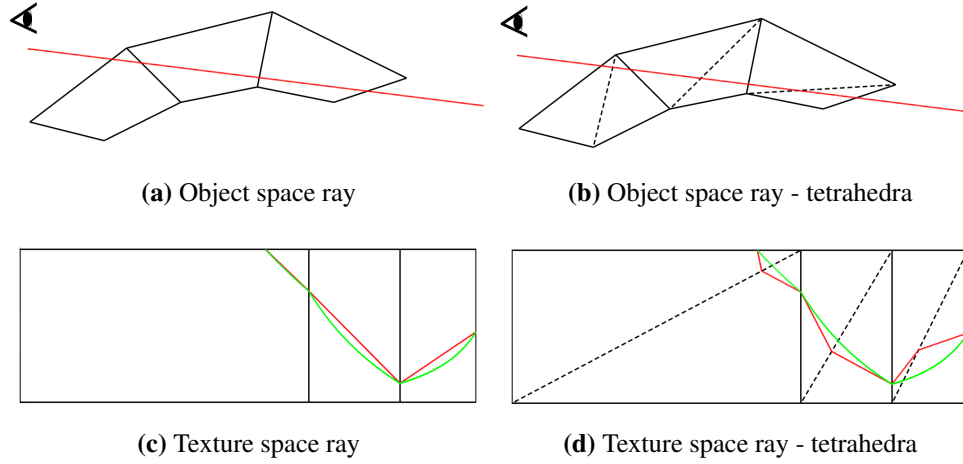 (a) Object space ray
(b) Object space ray - tetrahedra
(c) Texture space ray
(d) Texture space ray - tetrahedra